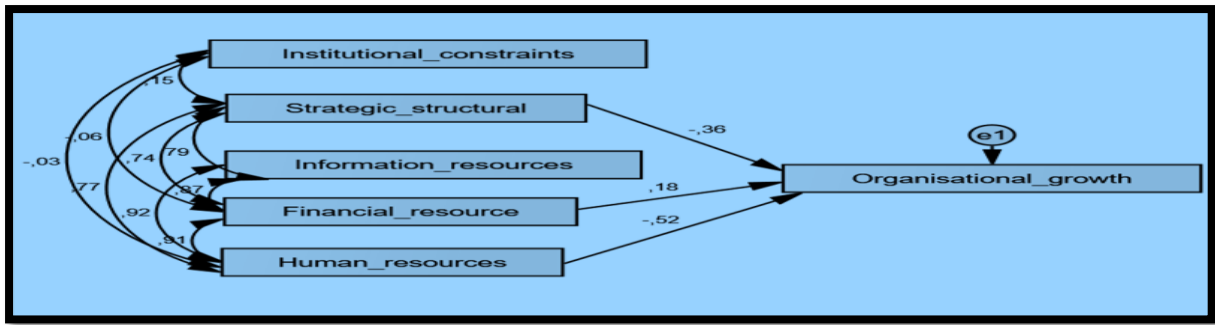 Institutional_constraints
,15
Strategic_structural
-,36
-,06
-,03
,74
,79
Information_resources
e1
Organisational_growth
,77
,87
,18
Financial_resource
,92
-,52
,91
Human_resources